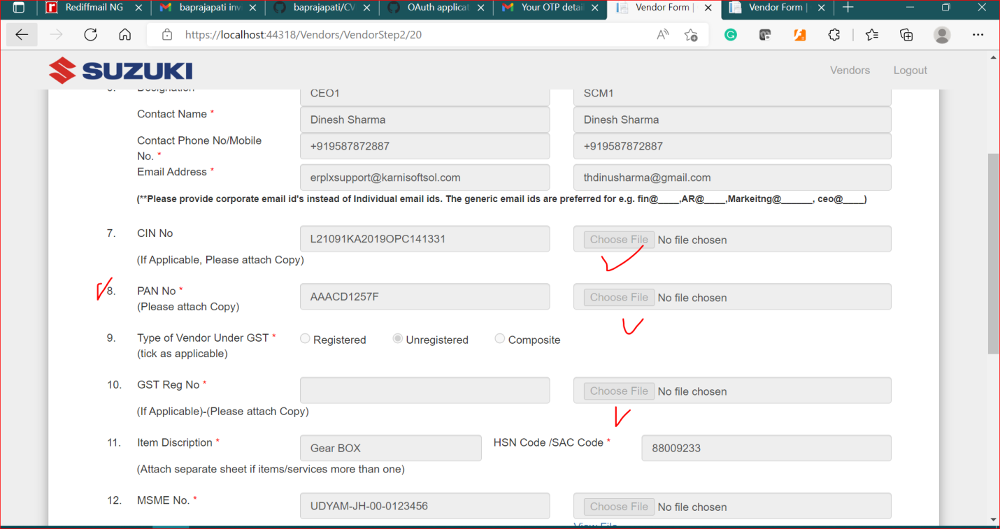 Rediffmail NG
baprajapati inv
baprajapati/CV
OAuth applicat
Your OTP detai
Vendor Form |
Vendor Form |
https://localhost:44318/Vendors/VendorStep2/20
SUZUKI
Vendors
Logout
Designation
CEO1
SCM1
Contact Name *
Dinesh Sharma
Dinesh Sharma
Contact Phone No/Mobile
No. *
+919587872887
+919587872887
Email Address *
erplxsupport@karnisoftsol.com
thdinusharma@gmail.com
(**Please provide corporate email id's instead of Individual email ids. The generic email ids are preferred for e.g. fin@____,AR@____,Markeitng@______, ceo@____)
7. CIN No
L21091KA2019OPC141331
Choose File No file chosen
(If Applicable, Please attach Copy)
8. PAN No *
(Please attach Copy)
AAACD1257F
Choose File No file chosen
9. Type of Vendor Under GST *
(tick as applicable)
Registered
Unregistered
Composite
10. GST Reg No *
Choose File No file chosen
(If Applicable)-(Please attach Copy)
11. Item Discription *
Gear BOX
HSN Code /SAC Code *
88009233
(Attach separate sheet if items/services more than one)
12. MSME No. *
UDYAM-JH-00-0123456
Choose File No file chosen
View File